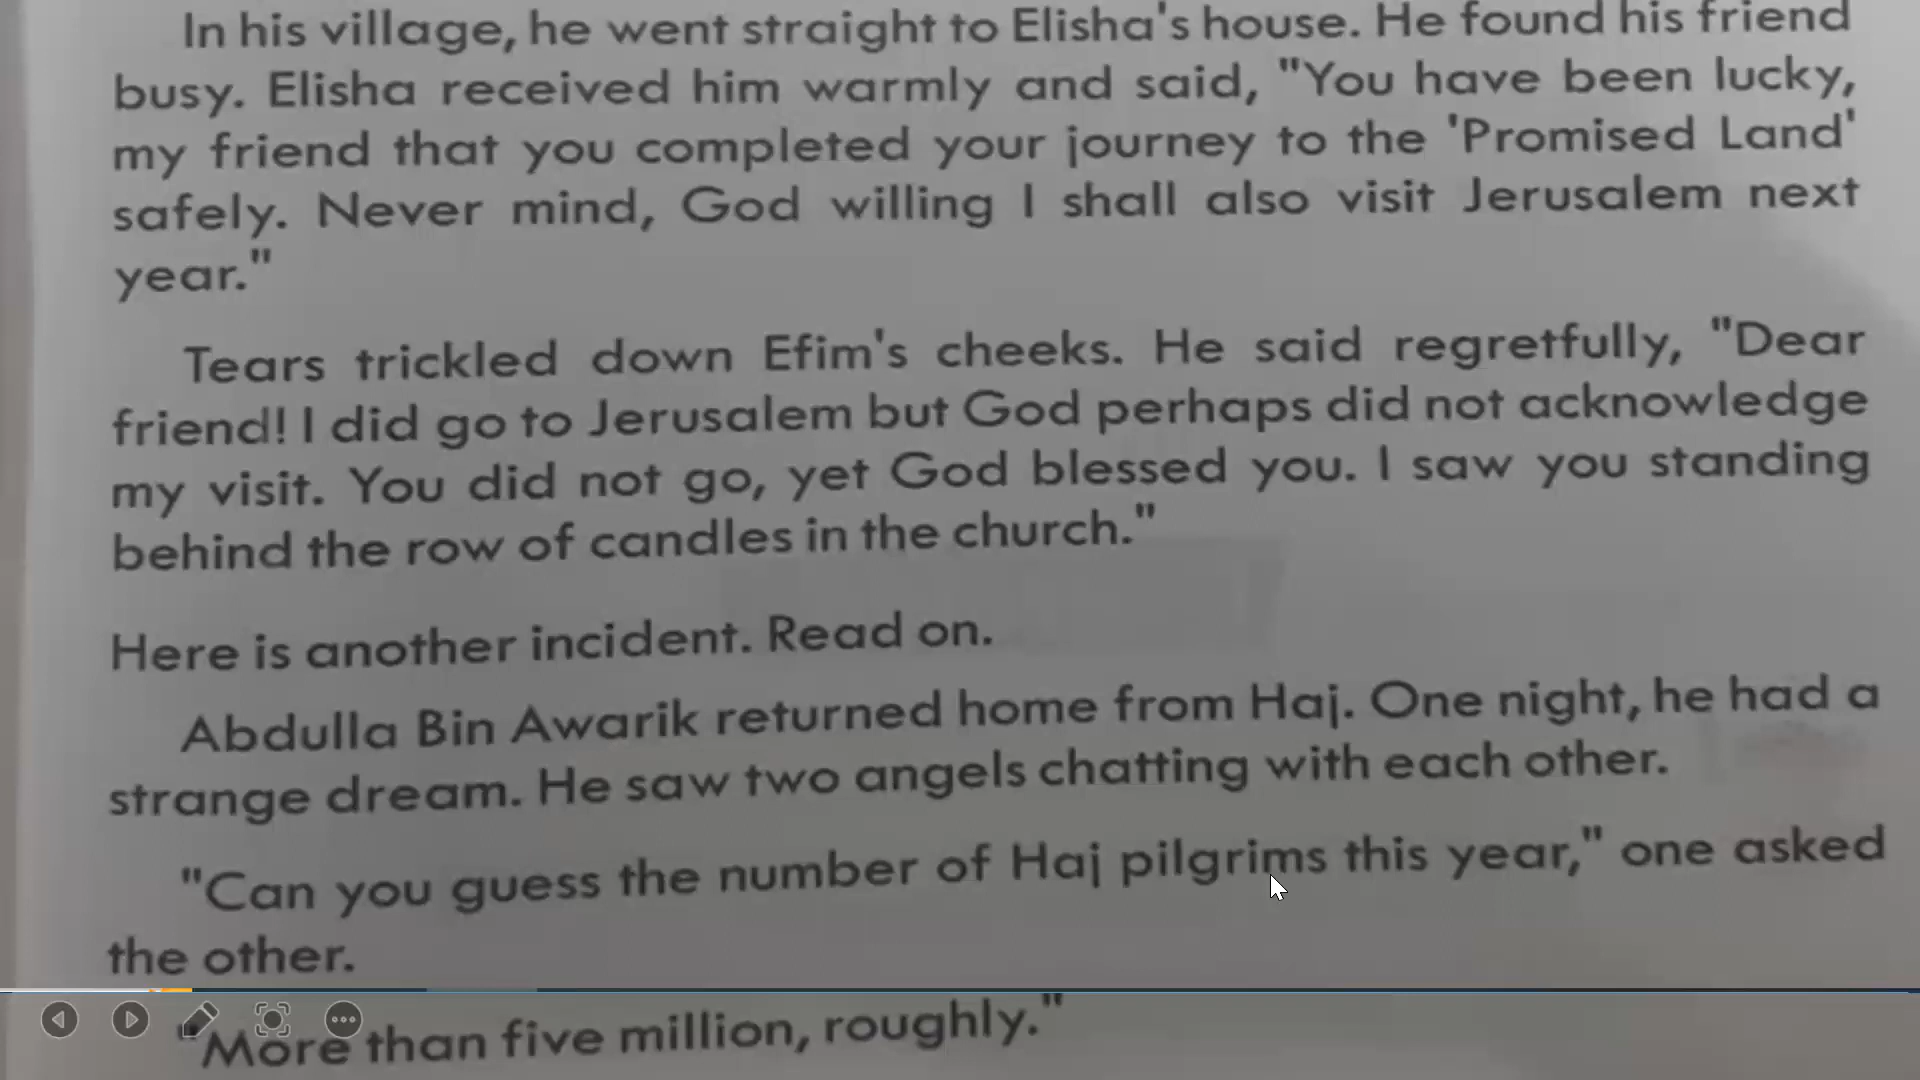 In his village, he went straight to Elisha's house. He found his friend
busy. Elisha received him warmly and said, "You have been lucky,
my friend that you completed your journey to the 'Promised Land'
safely. Never mind, God willing I shall also visit Jerusalem next
year."
Tears trickled down Efim's cheeks. He said regretfully, "Dear
friend! I did go to Jerusalem but God perhaps did not acknowledge
my visit. You did not go, yet God blessed you. I saw you standing
behind the row of candles in the church."
Here is another incident. Read on.
Abdulla Bin Awarik returned home from Haj. One night, he had a
strange dream. He saw two angels chatting with each other.
"Can you guess the number of Haj pilgrims this year," one asked
the other.
"More than five million, roughly."